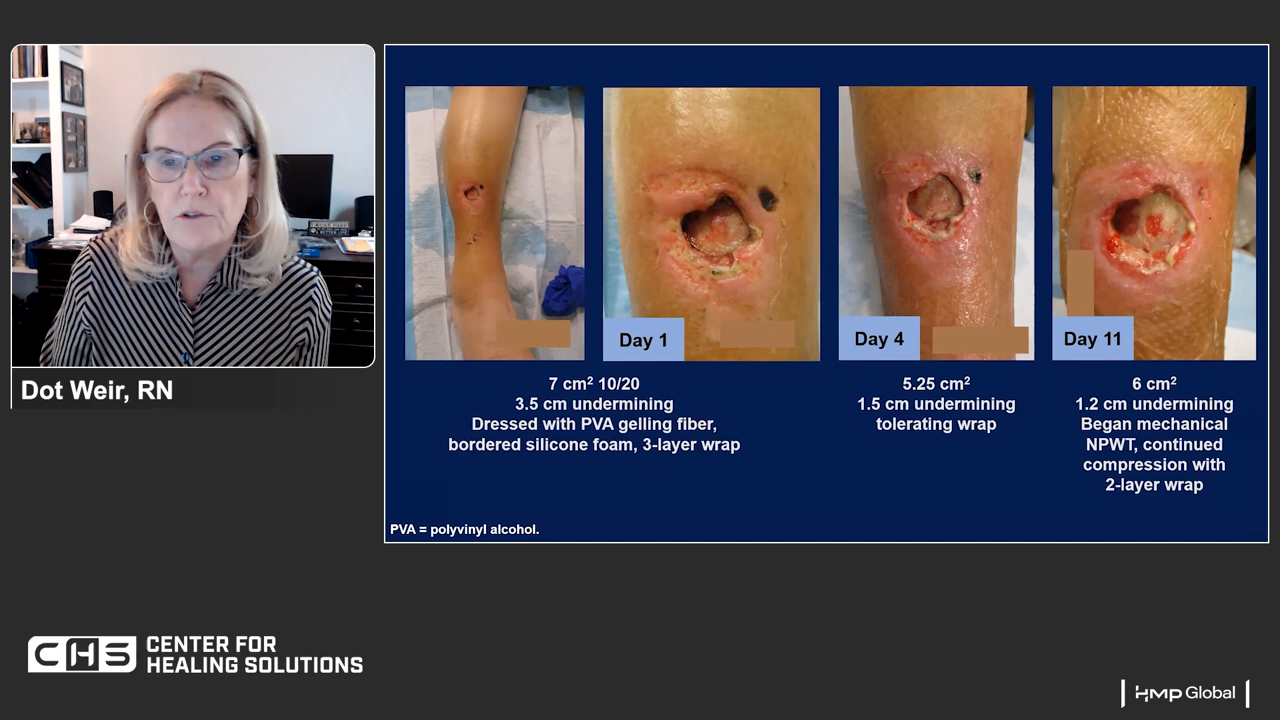 Dot Weir, RN
Day 1
Day 4
Day 11
7 cm² 10/20
3.5 cm undermining
Dressed with PVA gelling fiber,
bordered silicone foam, 3-layer wrap
5.25 cm²
1.5 cm undermining
tolerating wrap
6 cm²
1.2 cm undermining
Began mechanical
NPWT, continued
compression with
2-layer wrap
PVA = polyvinyl alcohol.
CHS
CENTER FOR
HEALING SOLUTIONS
HMP Global